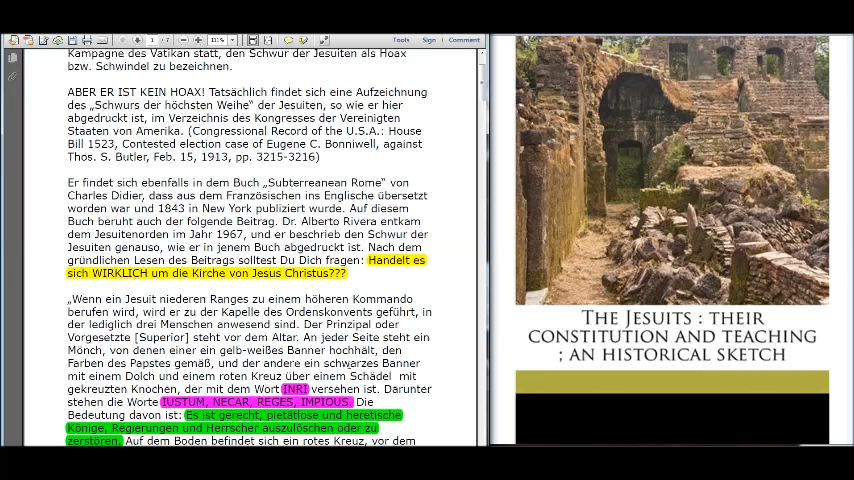 1 / 7
111%
Tools Sign Comment
Kampagne des Vatikan statt, den Schwur der Jesuiten als Hoax
bzw. Schwindel zu bezeichnen.
ABER ER IST KEIN HOAX! Tatsächlich findet sich eine Aufzeichnung
des „Schwurs der höchsten Weihe“ der Jesuiten, so wie er hier
abgedruckt ist, im Verzeichnis des Kongresses der Vereinigten
Staaten von Amerika. (Congressional Record of the U.S.A.: House
Bill 1523, Contested election case of Eugene C. Bonniwell, against
Thos. S. Butler, Feb. 15, 1913, pp. 3215-3216)
Er findet sich ebenfalls in dem Buch „Subterreanean Rome“ von
Charles Didier, dass aus dem Französischen ins Englische übersetzt
worden war und 1843 in New York publiziert wurde. Auf diesem
Buch beruht auch der folgende Beitrag. Dr. Alberto Rivera entkam
dem Jesuitenorden im Jahr 1967, und er beschrieb den Schwur der
Jesuiten genauso, wie er in jenem Buch abgedruckt ist. Nach dem
gründlichen Lesen des Beitrags solltest Du Dich fragen: Handelt es
sich WIRKLICH um die Kirche von Jesus Christus???
„Wenn ein Jesuit niederen Ranges zu einem höheren Kommando
berufen wird, wird er zu der Kapelle des Ordenskonvents geführt, in
der lediglich drei Menschen anwesend sind. Der Prinzipal oder
Vorgesetzte [Superior] steht vor dem Altar. An jeder Seite steht ein
Mönch, von denen einer ein gelb-weißes Banner hochhält, den
Farben des Papstes gemäß, und der andere ein schwarzes Banner
mit einem Dolch und einem roten Kreuz über einem Schädel mit
gekreuzten Knochen, der mit dem Wort INRI versehen ist. Darunter
stehen die Worte IUSTUM, NECAR, REGES, IMPIOUS. Die
Bedeutung davon ist: Es ist gerecht, pietätlose und heretische
Könige, Regierungen und Herrscher auszulöschen oder zu
zerstören. Auf dem Boden befindet sich ein rotes Kreuz, vor dem
THE JESUITS : THEIR
CONSTITUTION AND TEACHING
; AN HISTORICAL SKETCH